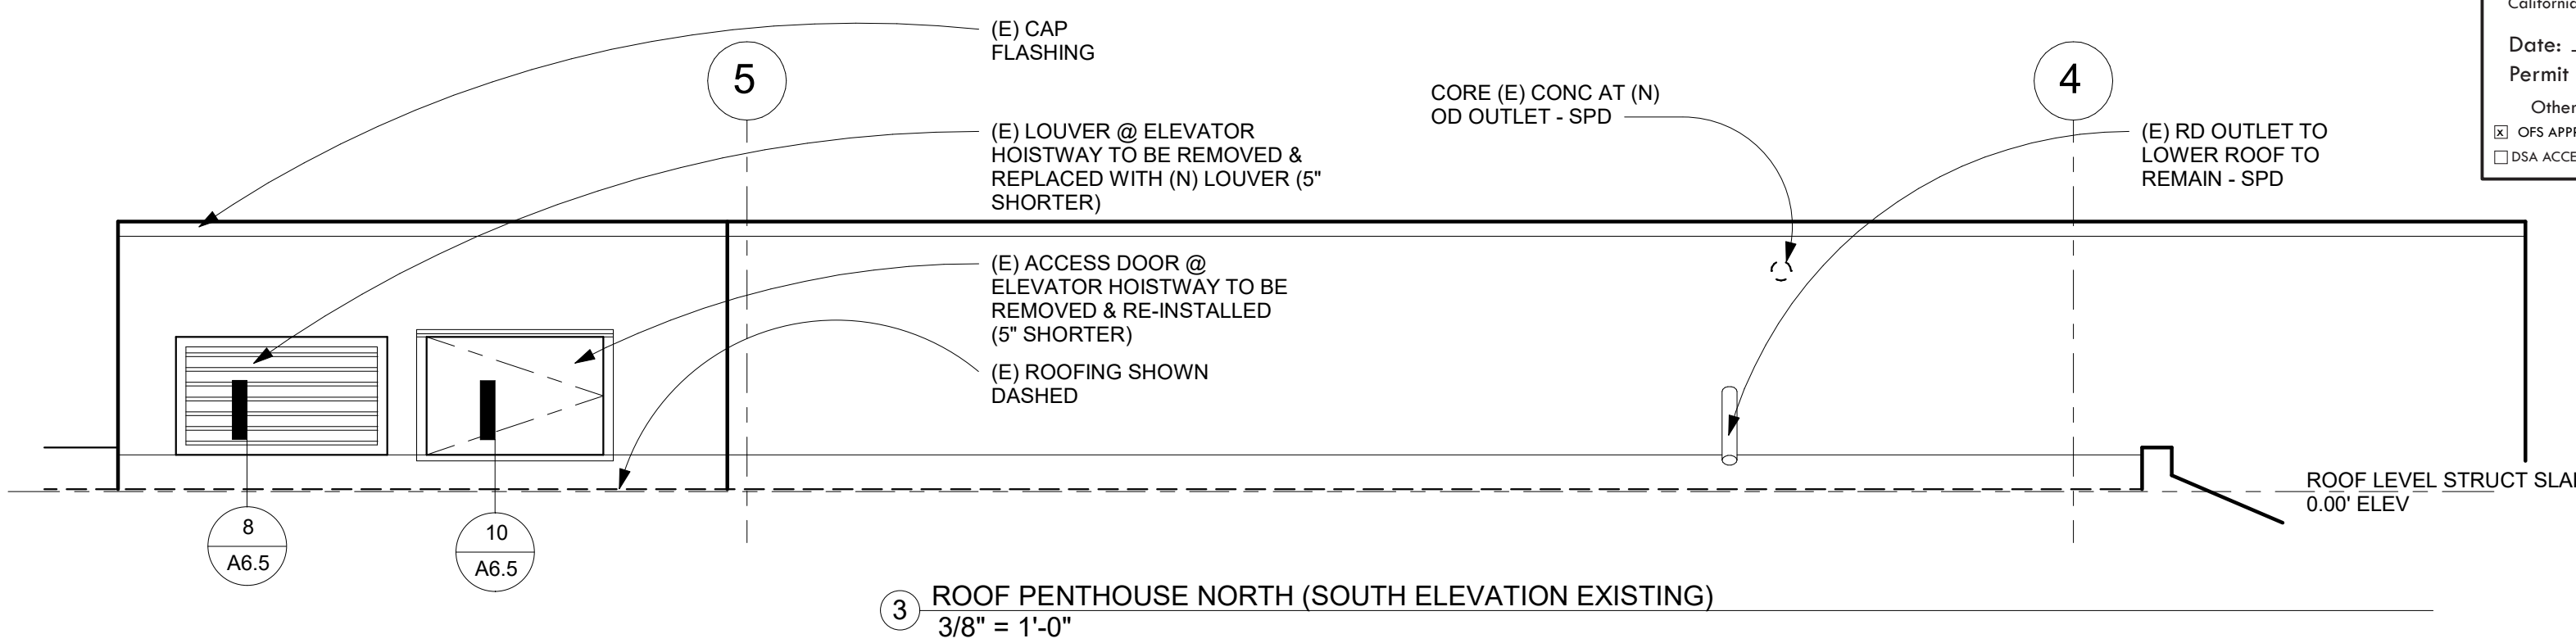 (E) CAP
FLASHING
5
(E) LOUVER @ ELEVATOR
HOISTWAY TO BE REMOVED &
REPLACED WITH (N) LOUVER (5"
SHORTER)
(E) ACCESS DOOR @
ELEVATOR HOISTWAY TO BE
REMOVED & RE-INSTALLED
(5" SHORTER)
(E) ROOFING SHOWN
DASHED
CORE (E) CONC AT (N)
OD OUTLET - SPD
4
(E) RD OUTLET TO
LOWER ROOF TO
REMAIN - SPD
California
Date:
Permit
Other
x OFS APP
DSA ACCE
ROOF LEVEL STRUCT SLA
0.00' ELEV
8
A6.5
10
A6.5
3 ROOF PENTHOUSE NORTH (SOUTH ELEVATION EXISTING)
3/8" = 1'-0"